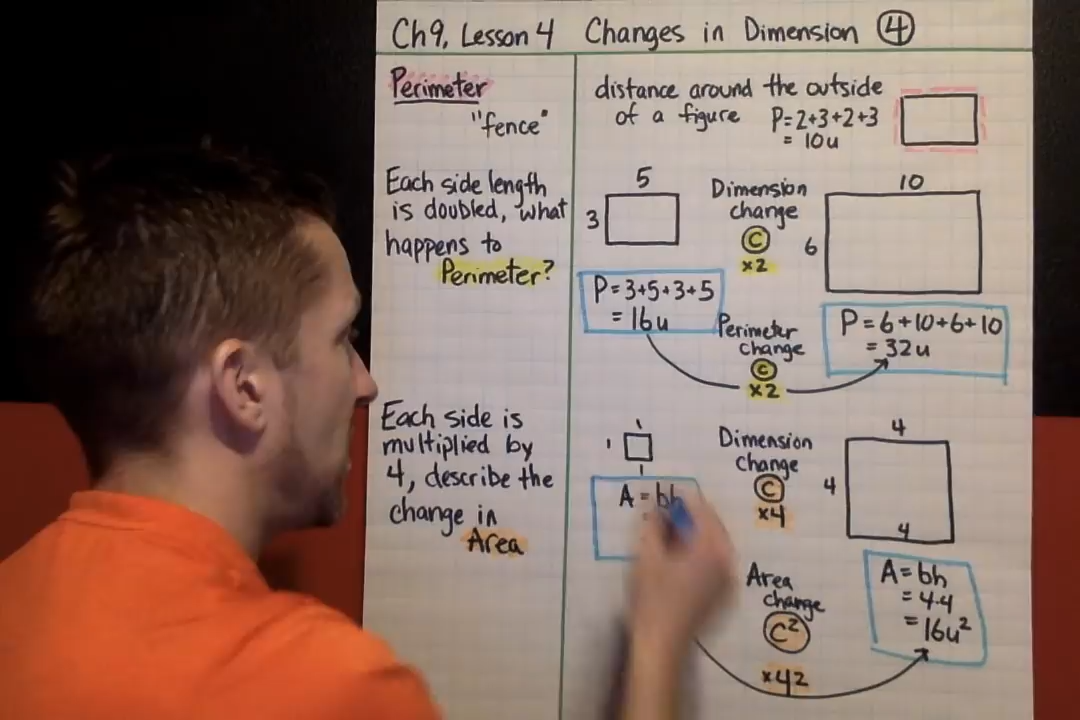 Ch 9, Lesson 4 Changes in Dimension 4
Perimeter
"fence"
distance around the outside
of a figure
P=2+3+2+3
= 10u
Each side length
is doubled, what
happens to
Perimeter?
5
3
Dimension
change
C
x2
10
6
P=3+5+3+5
= 16u
Perimeter
change
C
x2
P=6+10+6+10
= 32u
Each side is
multiplied by
4, describe the
change in
Area
1
1
1
A = bh
Dimension
change
C
x4
4
4
4
Area
change
C²
x42
A = bh
= 4·4
= 16u²